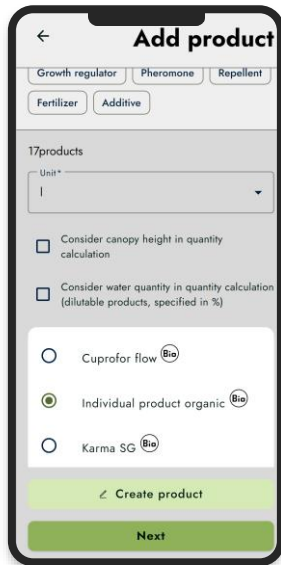 Add product
Growth regulator
Pheromone
Repellent
Fertilizer
Additive
17products
Unit*
l
Consider canopy height in quantity
calculation
Consider water quantity in quantity calculation
(dilutable products, specified in %)
Cuprofor flow Bio
Individual product organic Bio
Karma SG Bio
Create product
Next